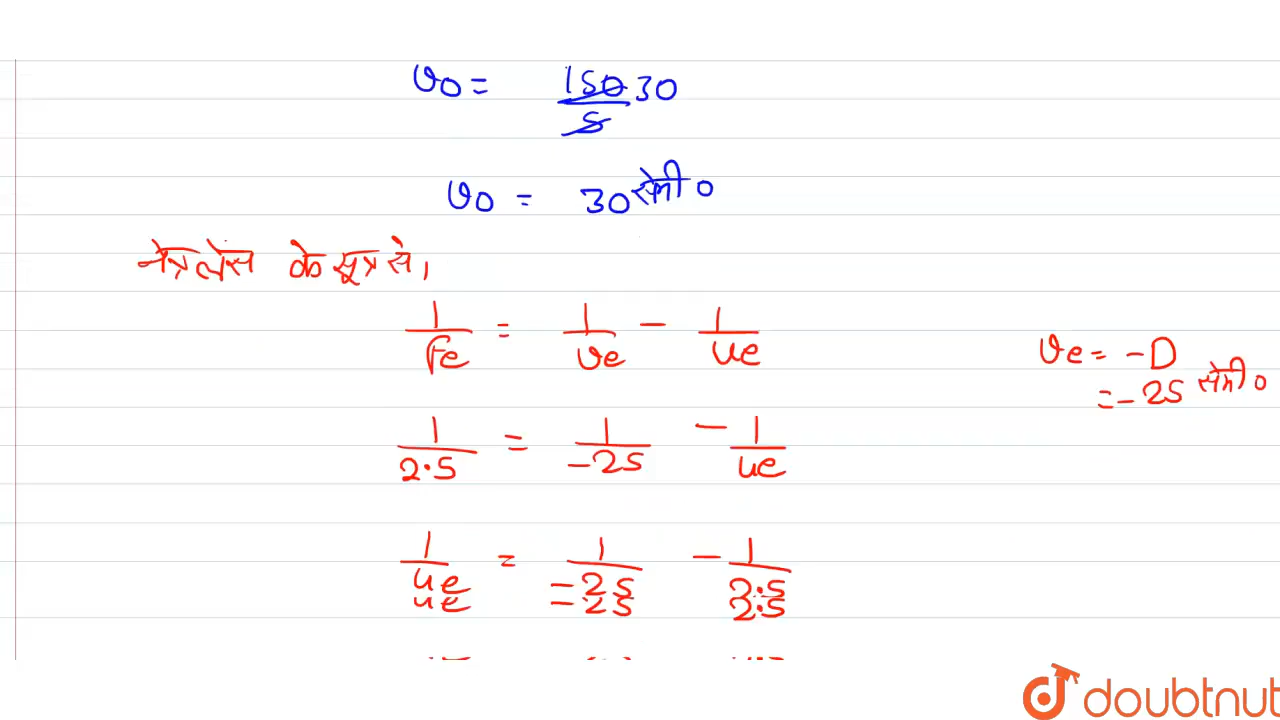 v₀ = 150/5 30
v₀ = 30 सेमी०
नेत्र लेंस के सूत्र से,
1/fe = 1/ve - 1/ue
ve = -D
= -25 सेमी०
1/2.5 = 1/-25 - 1/ue
1/ue = 1/-25 - 1/2.5
doubtnut